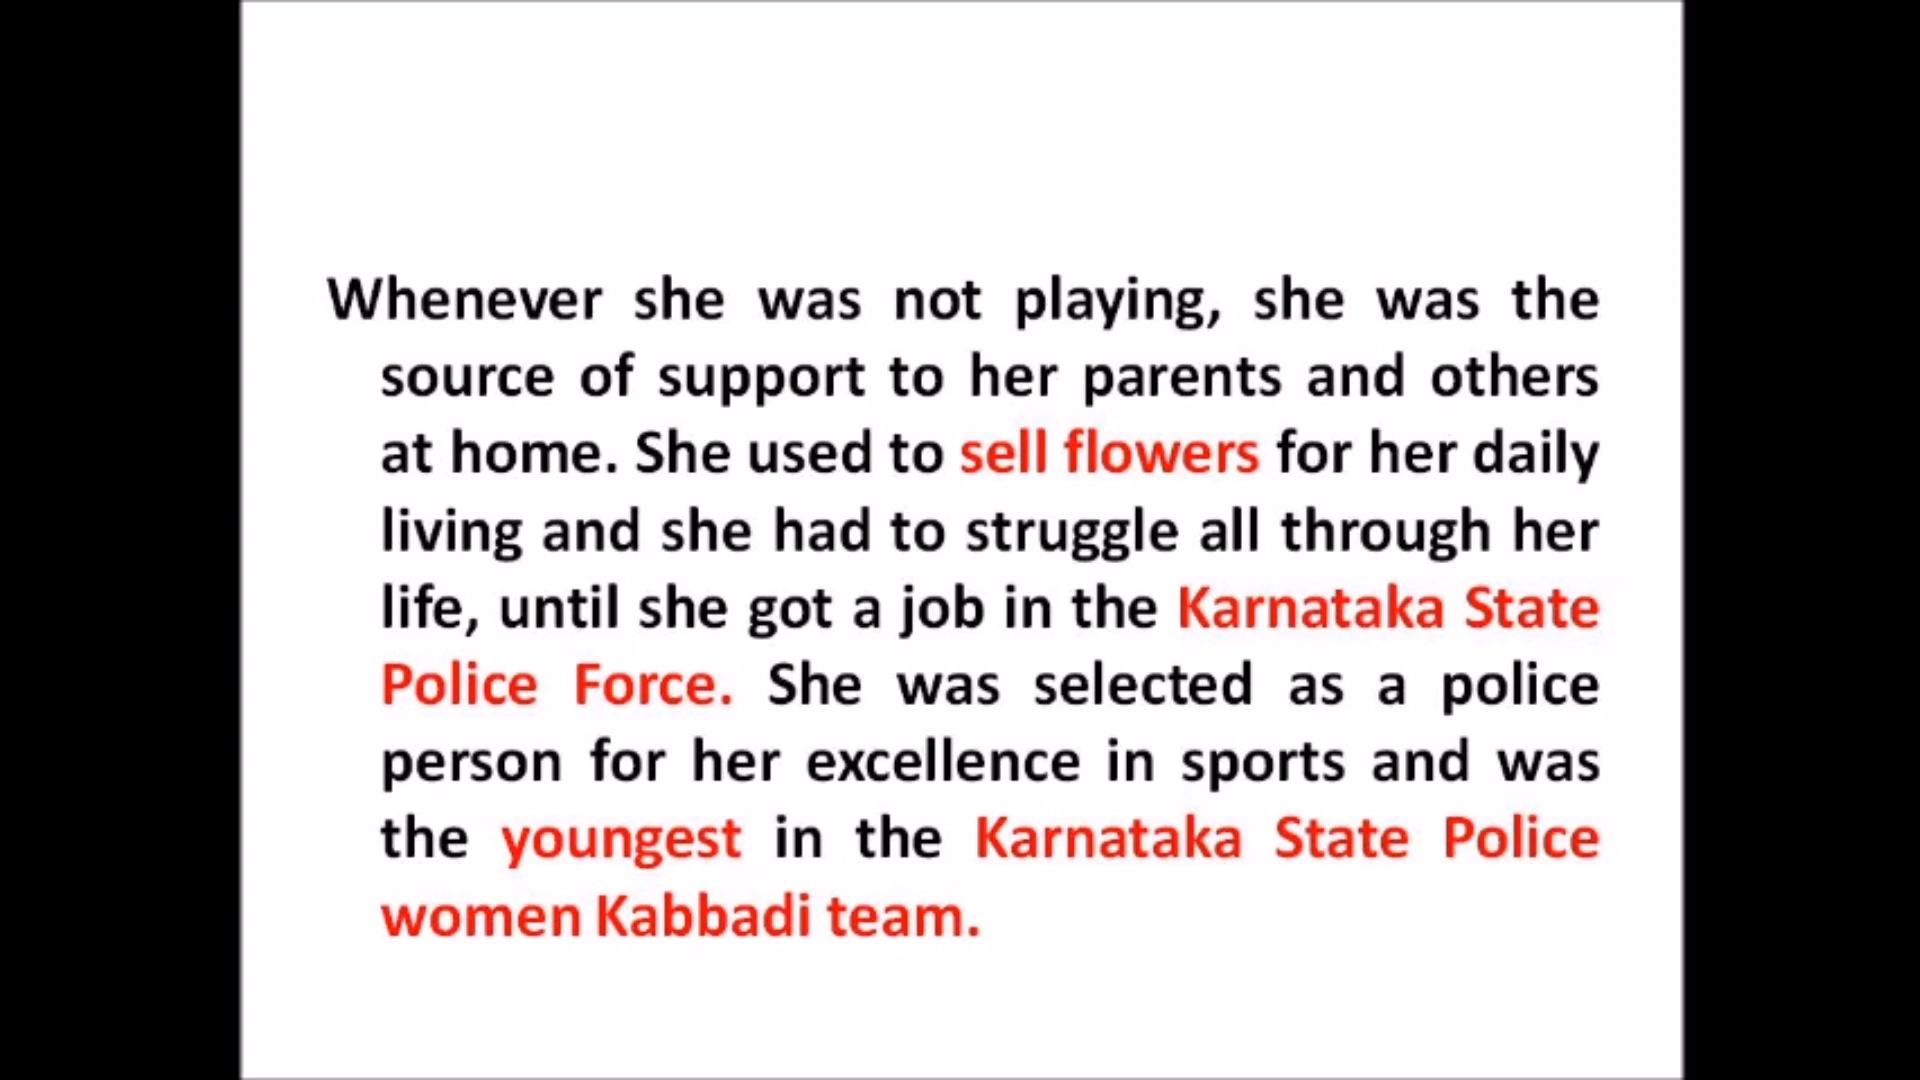 Whenever she was not playing, she was the
source of support to her parents and others
at home. She used to sell flowers for her daily
living and she had to struggle all through her
life, until she got a job in the Karnataka State
Police Force. She was selected as a police
person for her excellence in sports and was
the youngest in the Karnataka State Police
women Kabbadi team.